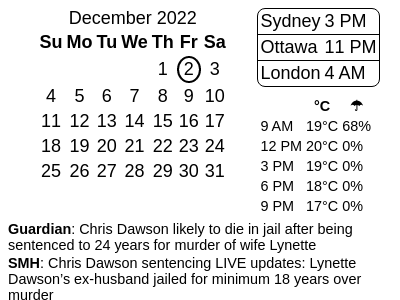 December 2022
Su Mo Tu We Th Fr Sa
1 2 3
4 5 6 7 8 9 10
11 12 13 14 15 16 17
18 19 20 21 22 23 24
25 26 27 28 29 30 31
Sydney 3 PM
Ottawa 11 PM
London 4 AM
°C ☂
9 AM 19°C 68%
12 PM 20°C 0%
3 PM 19°C 0%
6 PM 18°C 0%
9 PM 17°C 0%
Guardian: Chris Dawson likely to die in jail after being
sentenced to 24 years for murder of wife Lynette
SMH: Chris Dawson sentencing LIVE updates: Lynette
Dawson’s ex-husband jailed for minimum 18 years over
murder